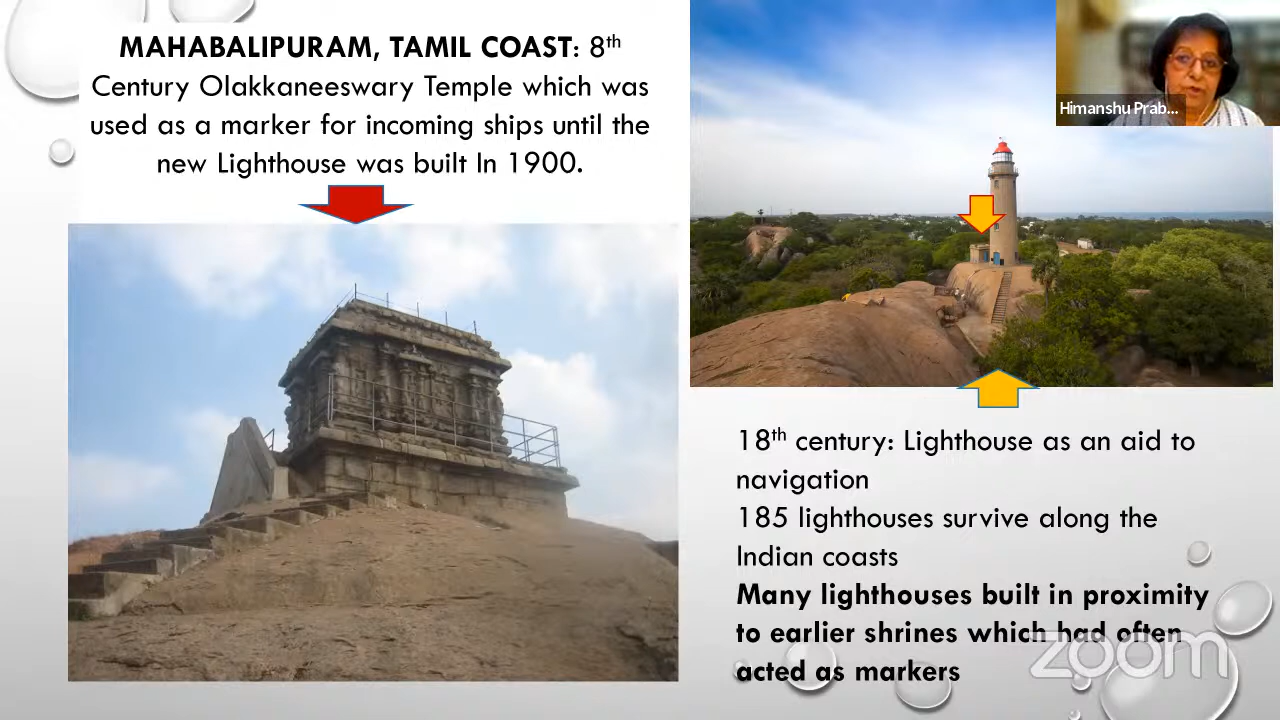 MAHABALIPURAM, TAMIL COAST: 8th
Century Olakkaneeswary Temple which was
used as a marker for incoming ships until the
new Lighthouse was built In 1900.
Himanshu Prab...
18th century: Lighthouse as an aid to
navigation
185 lighthouses survive along the
Indian coasts
Many lighthouses built in proximity
to earlier shrines which had often
acted as markers
zoom